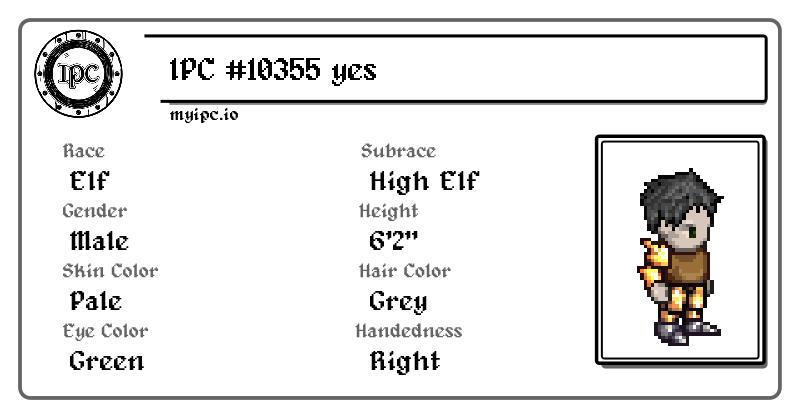 IPC
IPC #10355 yes
myipc.io
Race
Elf
Subrace
High Elf
Gender
Male
Height
6'2"
Skin Color
Pale
Hair Color
Grey
Eye Color
Green
Handedness
Right